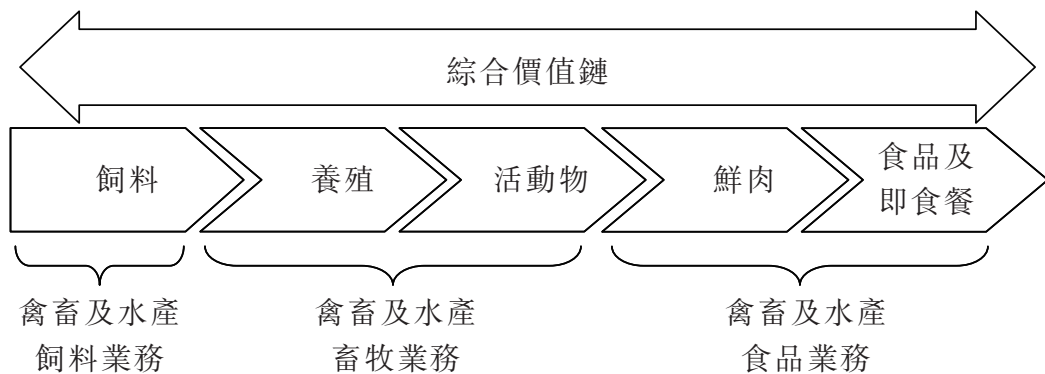 綜合價值鏈
飼料
養殖
活動物
鮮肉
食品及
即食餐
禽畜及水產
飼料業務
禽畜及水產
畜牧業務
禽畜及水產
食品業務